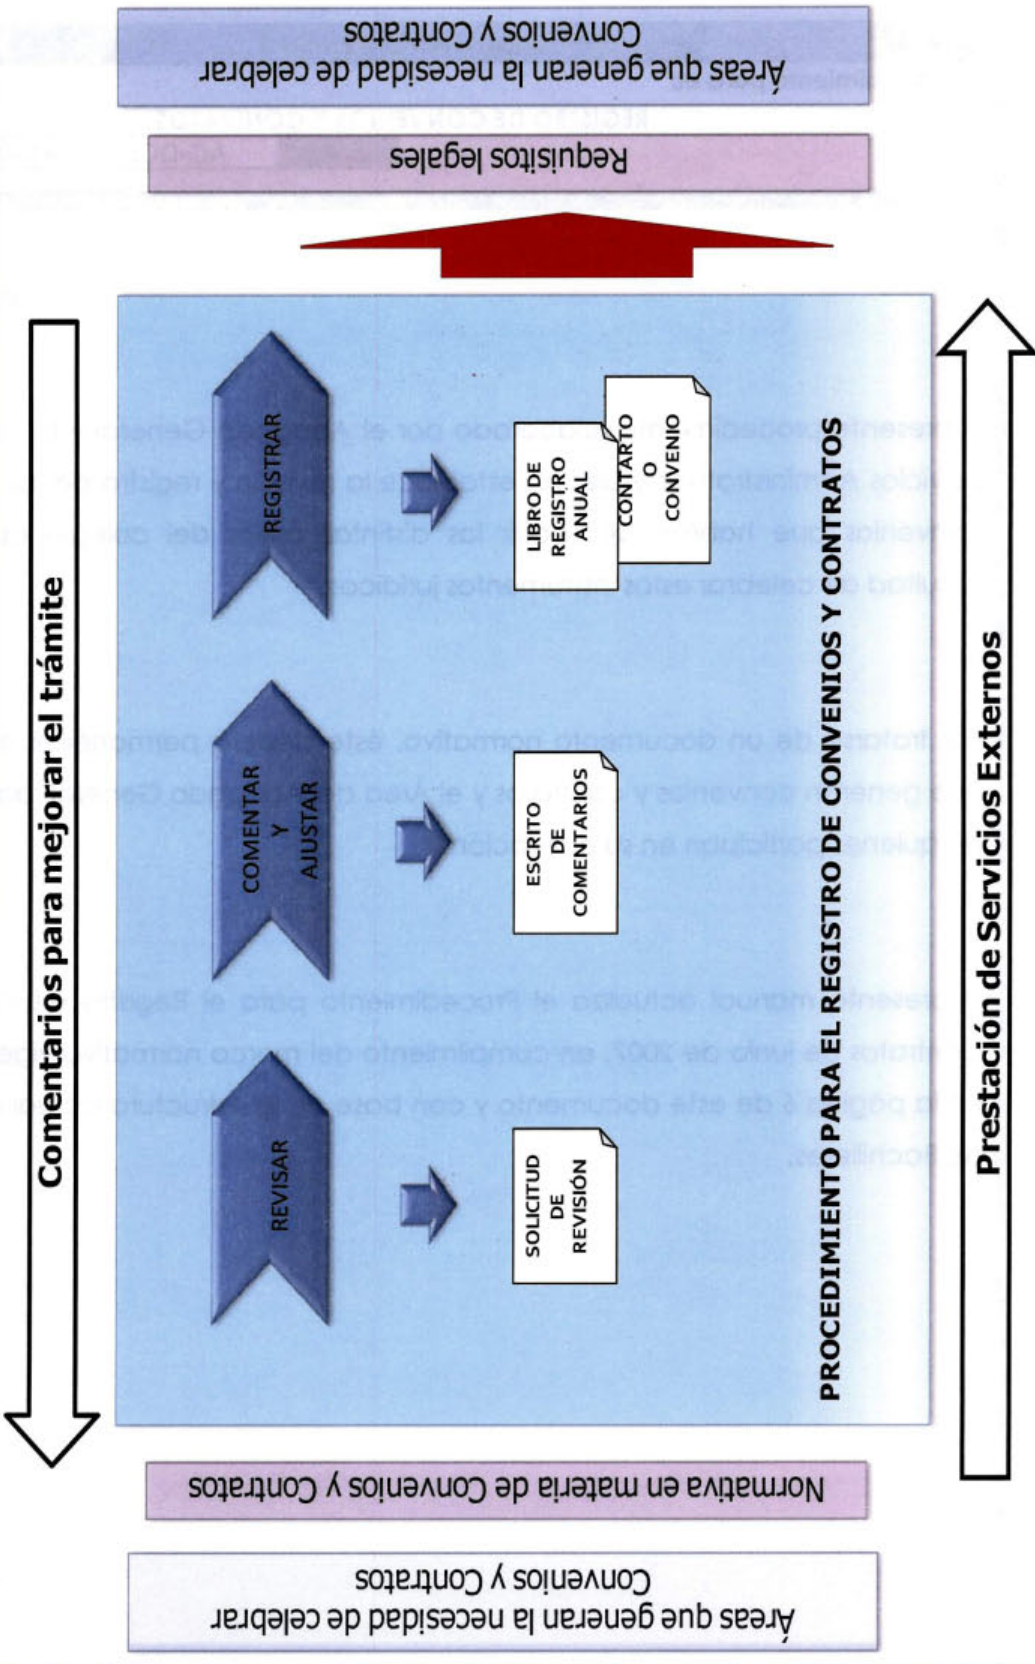 Comentarios para mejorar el trámite
Áreas que generan la necesidad de celebrar
Convenios y Contratos
Normativa en materia de Convenios y Contratos
REVISAR
COMENTAR
Y
AJUSTAR
REGISTRAR
SOLICITUD
DE
REVISIÓN
ESCRITO
DE
COMENTARIOS
LIBRO DE
REGISTRO
ANUAL
CONTARTO
O
CONVENIO
PROCEDIMIENTO PARA EL REGISTRO DE CONVENIOS Y CONTRATOS
Requisitos legales
Áreas que generan la necesidad de celebrar
Convenios y Contratos
Prestación de Servicios Externos